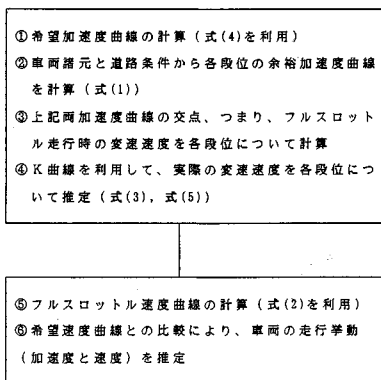 ①希望加速度曲線の計算（式(4)を利用）
②車両諸元と道路条件から各段位の余裕加速度曲線
を計算（式(1)）
③上記両加速度曲線の交点、つまり、フルスロット
ル走行時の変速速度を各段位について計算
④K曲線を利用して、実際の変速速度を各段位につ
いて推定（式(3)，式(5)）
⑤フルスロットル速度曲線の計算（式(2)を利用）
⑥希望速度曲線との比較により、車両の走行挙動
（加速度と速度）を推定